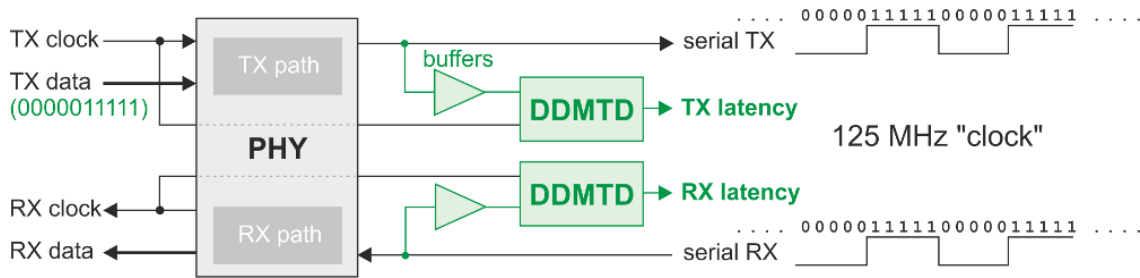 . . . . 00000111110000011111 . . . .
TX clock
serial TX
TX path
buffers
TX data
(0000011111)
DDMTD
TX latency
125 MHz "clock"
PHY
DDMTD
RX latency
RX clock
. . . . 00000111110000011111 . . . .
RX path
RX data
serial RX